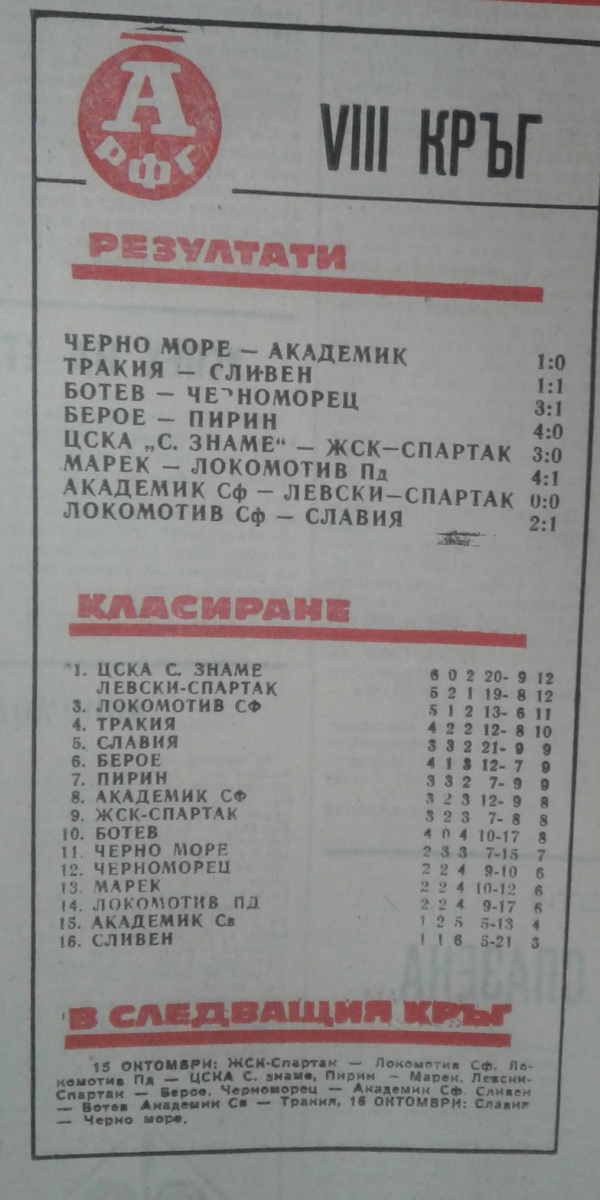 А
РФГ
VIII КРЪГ
РЕЗУЛТАТИ
ЧЕРНО МОРЕ — АКАДЕМИК 1:0
ТРАКИЯ — СЛИВЕН 1:1
БОТЕВ — ЧЕРНОМОРЕЦ 3:1
БЕРОЕ — ПИРИН 4:0
ЦСКА „С. ЗНАМЕ“ — ЖСК—СПАРТАК 3:0
МАРЕК — ЛОКОМОТИВ Пд 4:1
АКАДЕМИК Сф — ЛЕВСКИ—СПАРТАК 0:0
ЛОКОМОТИВ Сф — СЛАВИЯ 2:1
КЛАСИРАНЕ
1. ЦСКА С. ЗНАМЕ 6 0 2 20- 9 12
ЛЕВСКИ-СПАРТАК 5 2 1 19- 8 12
3. ЛОКОМОТИВ СФ 5 1 2 13- 6 11
4. ТРАКИЯ 4 2 2 12- 8 10
5. СЛАВИЯ 3 3 2 21- 9 9
6. БЕРОЕ 4 1 3 12- 7 9
7. ПИРИН 3 3 2 7- 9 9
8. АКАДЕМИК СФ 3 2 3 12- 9 8
9. ЖСК-СПАРТАК 3 2 3 7- 8 8
10. БОТЕВ 4 0 4 10-17 8
11. ЧЕРНО МОРЕ 2 3 3 7-15 7
12. ЧЕРНОМОРЕЦ 2 2 4 9-10 6
13. МАРЕК 2 2 4 10-12 6
14. ЛОКОМОТИВ ПД 2 2 4 9-17 6
15. АКАДЕМИК Св 1 2 5 5-13 4
16. СЛИВЕН 1 1 6 5-21 3
В СЛЕДВАЩИЯ КРЪГ
15 ОКТОМВРИ: ЖСК-Спартак — Локомотив Сф, Ло-
комотив Пд — ЦСКА С. знаме, Пирин — Марек, Левски-
Спартак — Берое, Черноморец — Академик Сф, Сливен
— Ботев Академик Св — Тракия, 16 ОКТОМВРИ: Славия
— Черно море.